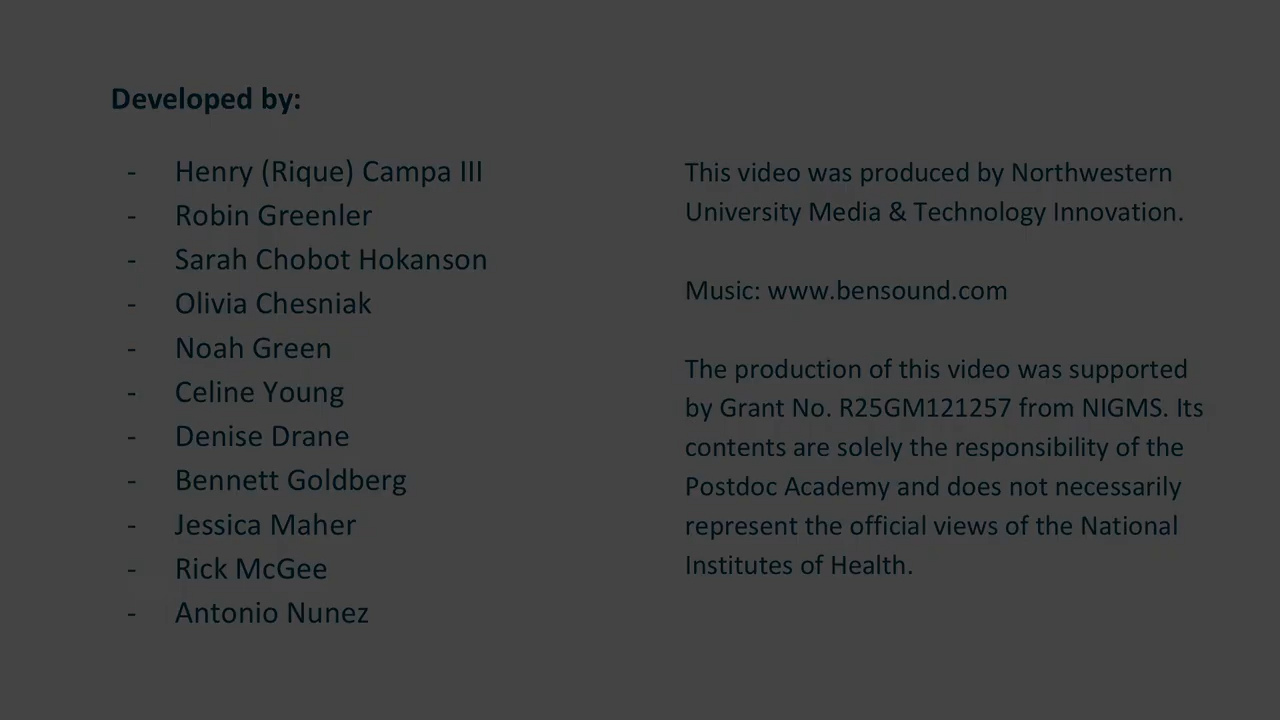 Developed by:
- Henry (Rique) Campa III
- Robin Greenler
- Sarah Chobot Hokanson
- Olivia Chesniak
- Noah Green
- Celine Young
- Denise Drane
- Bennett Goldberg
- Jessica Maher
- Rick McGee
- Antonio Nunez
This video was produced by Northwestern
University Media & Technology Innovation.
Music: www.bensound.com
The production of this video was supported
by Grant No. R25GM121257 from NIGMS. Its
contents are solely the responsibility of the
Postdoc Academy and does not necessarily
represent the official views of the National
Institutes of Health.